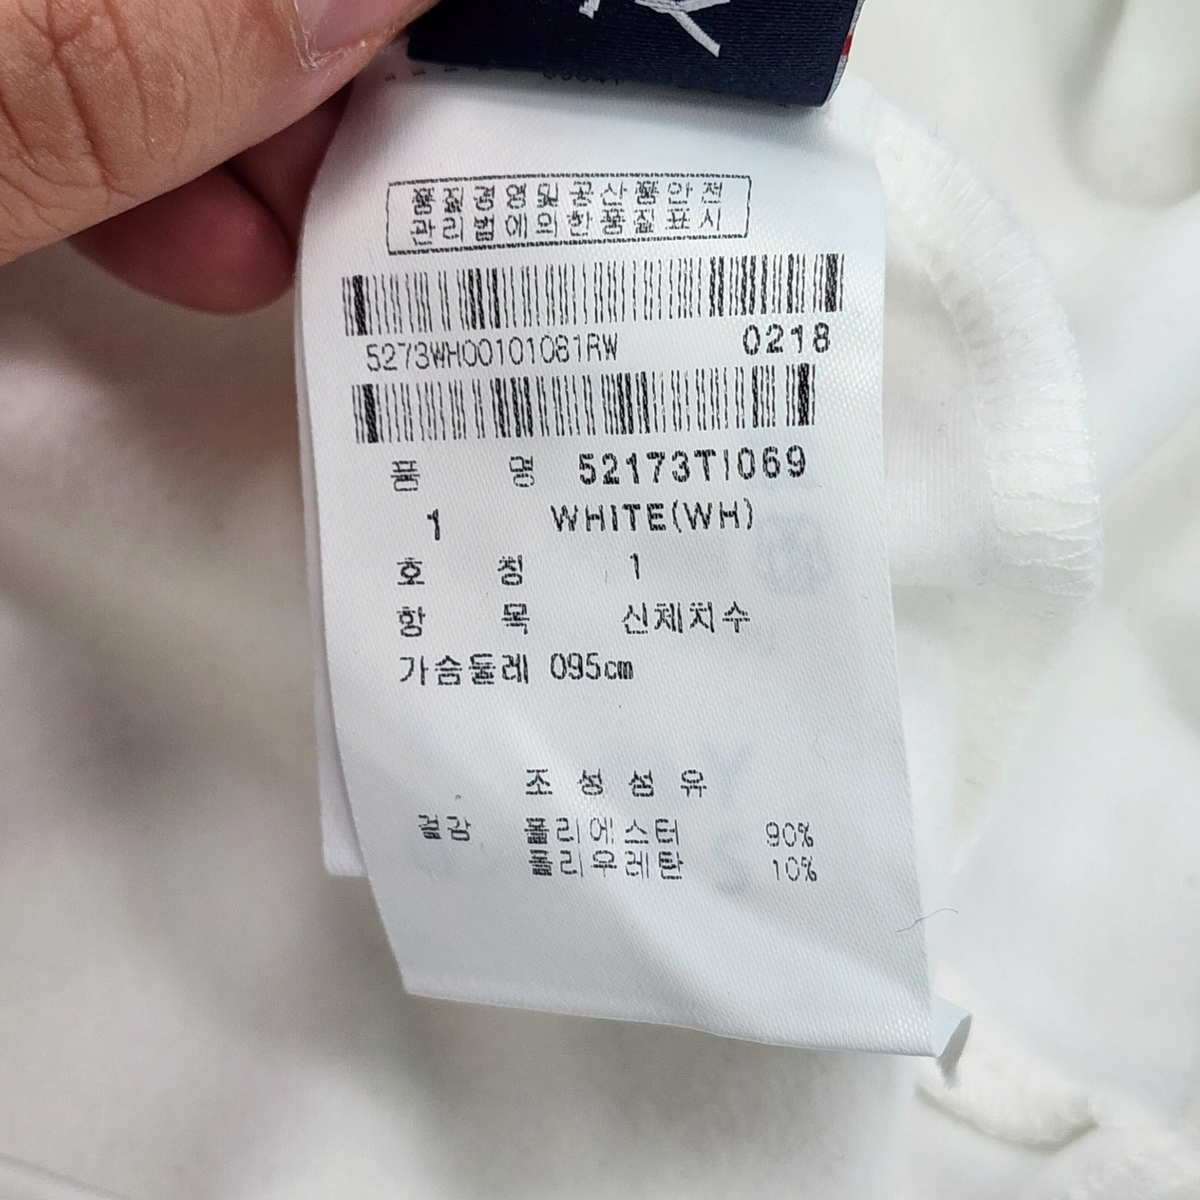 품질경영및공산품안전
관리법에의한품질표시
5273WH00101081RW 0218
품 명 52173TI069
1 WHITE(WH)
호 칭 1
항 목 신체치수
가슴둘레 095cm
조성섬유
겉감 폴리에스터 90%
폴리우레탄 10%